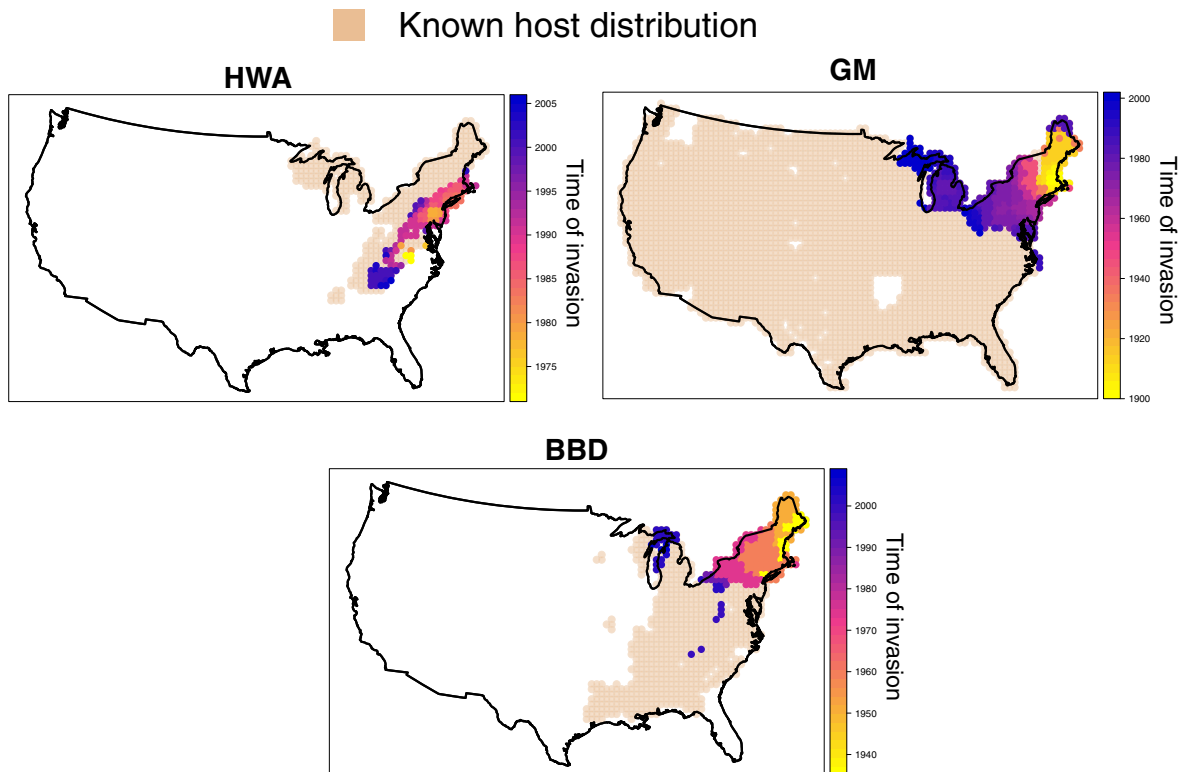 Known host distribution
HWA
2005
2000
1995
1990
1985
1980
1975
Time of invasion
GM
2000
1980
1960
1940
1920
1900
Time of invasion
BBD
2000
1990
1980
1970
1960
1950
1940
Time of invasion